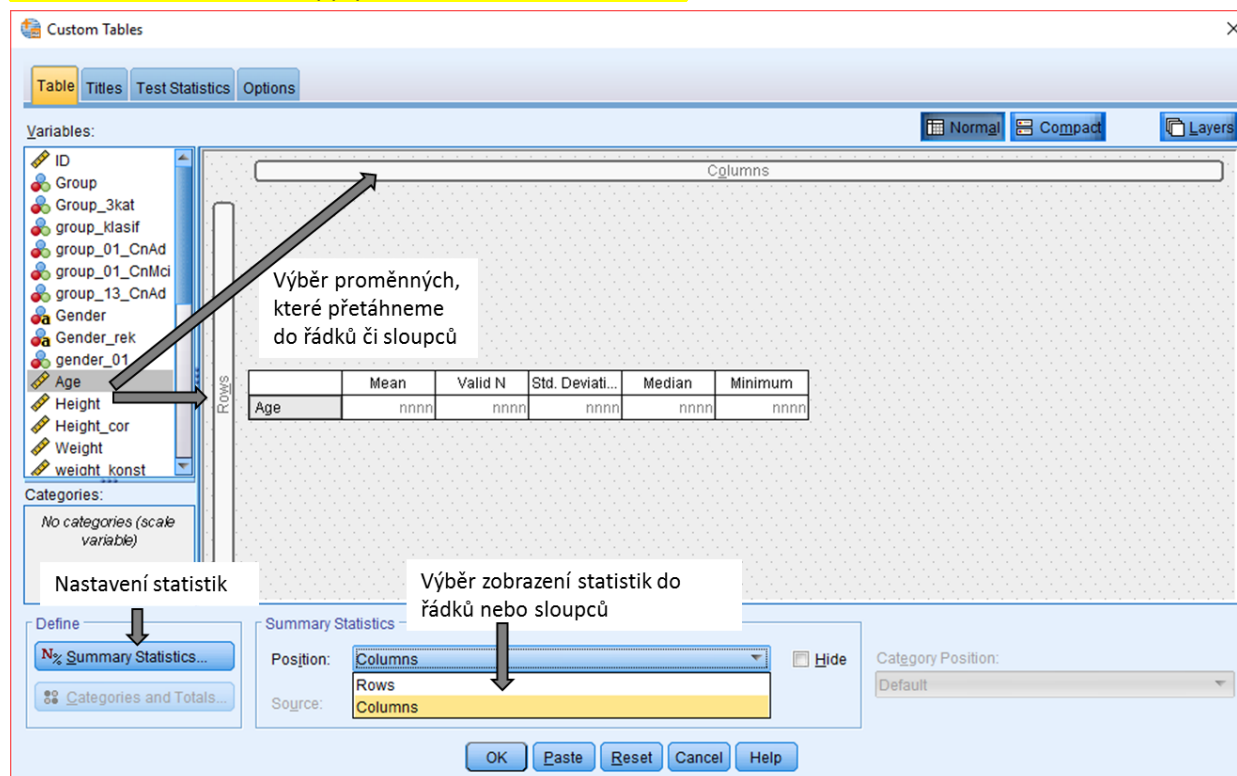 Custom Tables
Table Titles Test Statistics Options
Variables:
Normal Compact Layers
ID
Group
Group_3kat
group_klasif
group_01_CnAd
group_01_CnMci
group_13_CnAd
Gender
Gender_rek
gender_01
Age
Height
Height_cor
Weight
weight_konst
Columns
Rows
Výběr proměnných,
které přetáhneme
do řádků či sloupců
Mean Valid N Std. Deviati... Median Minimum
Age nnnn nnnn nnnn nnnn nnnn
Categories:
No categories (scale
variable)
Nastavení statistik
Výběr zobrazení statistik do
řádků nebo sloupců
Define
N% Summary Statistics...
Categories and Totals...
Summary Statistics
Position: Columns
Hide
Rows
Source: Columns
Category Position:
Default
OK Paste Reset Cancel Help